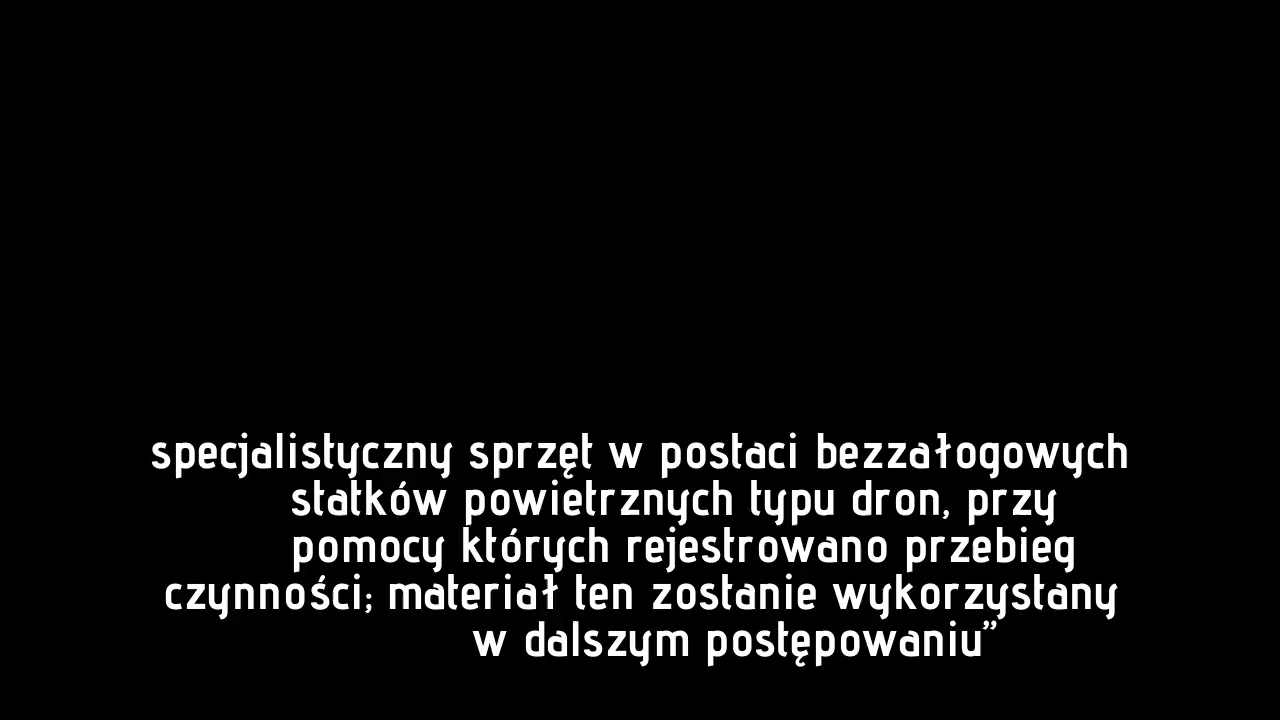 specjalistyczny sprzęt w postaci bezzałogowych
statków powietrznych typu dron, przy
pomocy których rejestrowano przebieg
czynności; materiał ten zostanie wykorzystany
w dalszym postępowaniu”